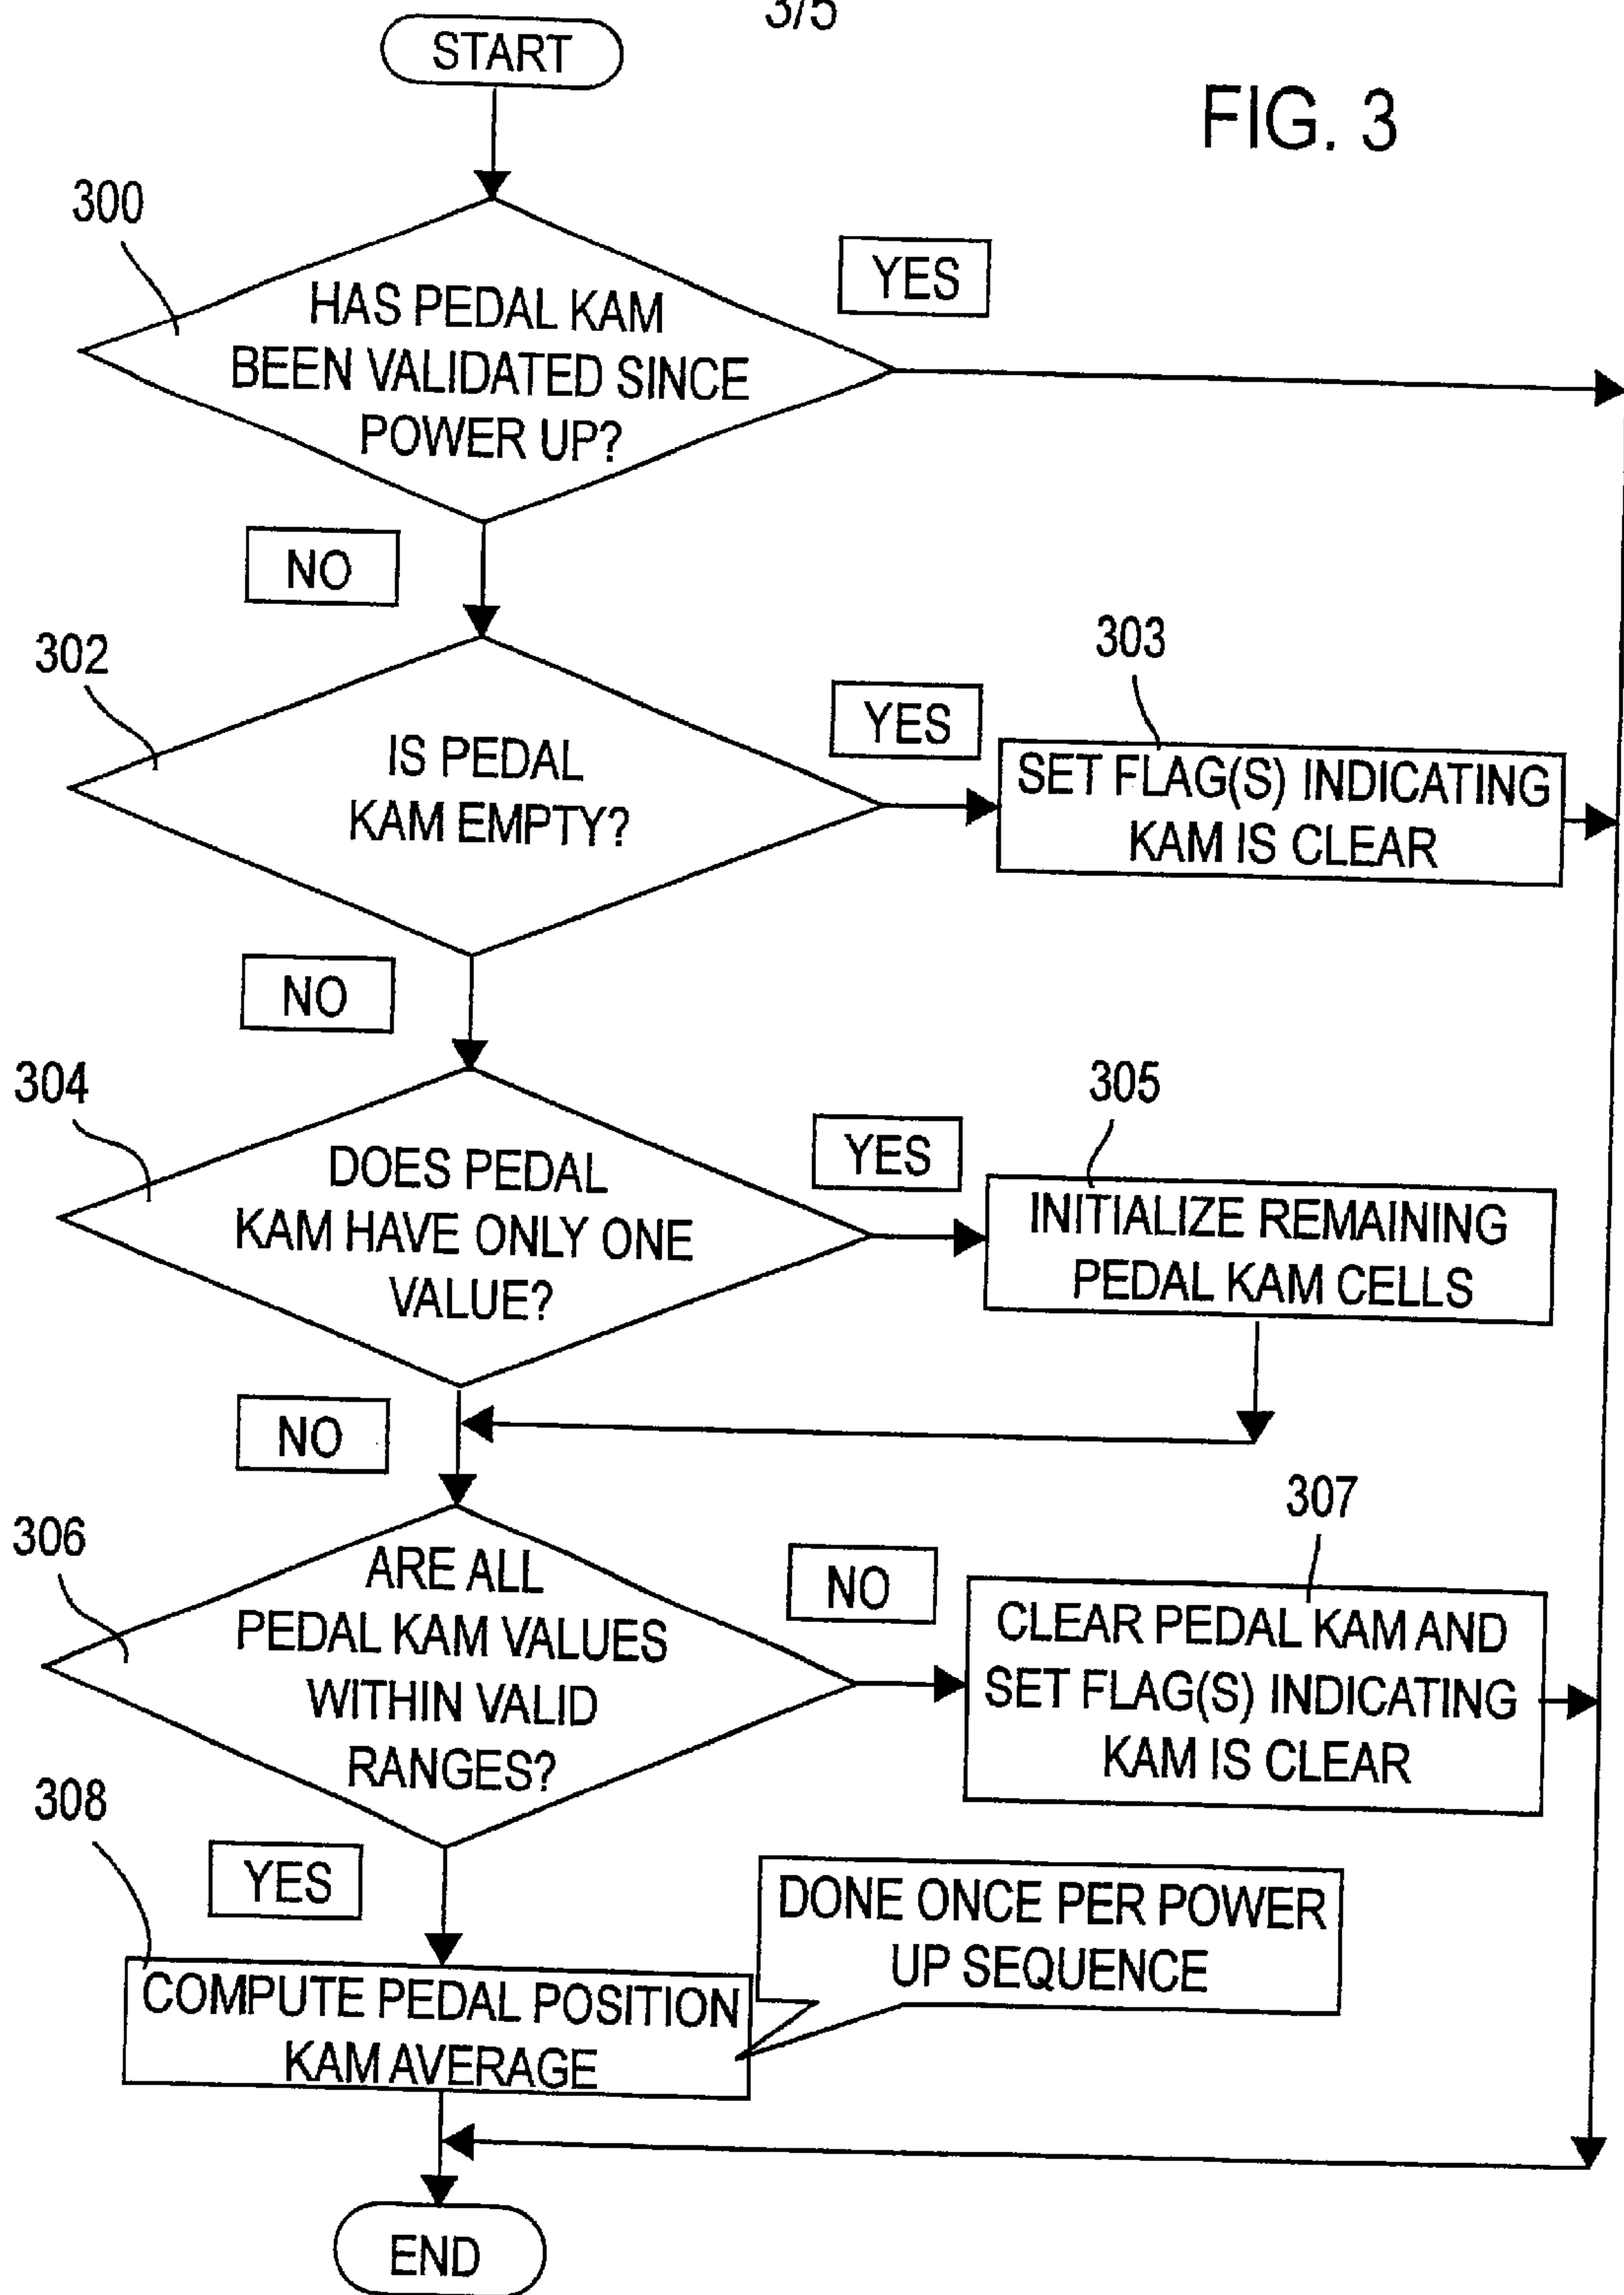 3/5
START
FIG. 3
300
YES
HAS PEDAL KAM
BEEN VALIDATED SINCE
POWER UP?
NO
302
303
YES
IS PEDAL
KAM EMPTY?
SET FLAG(S) INDICATING
KAM IS CLEAR
NO
304
305
YES
DOES PEDAL
KAM HAVE ONLY ONE
VALUE?
INITIALIZE REMAINING
PEDAL KAM CELLS
NO
306
307
NO
ARE ALL
PEDAL KAM VALUES
WITHIN VALID
RANGES?
CLEAR PEDAL KAM AND
SET FLAG(S) INDICATING
KAM IS CLEAR
308
YES
DONE ONCE PER POWER
UP SEQUENCE
COMPUTE PEDAL POSITION
KAM AVERAGE
END